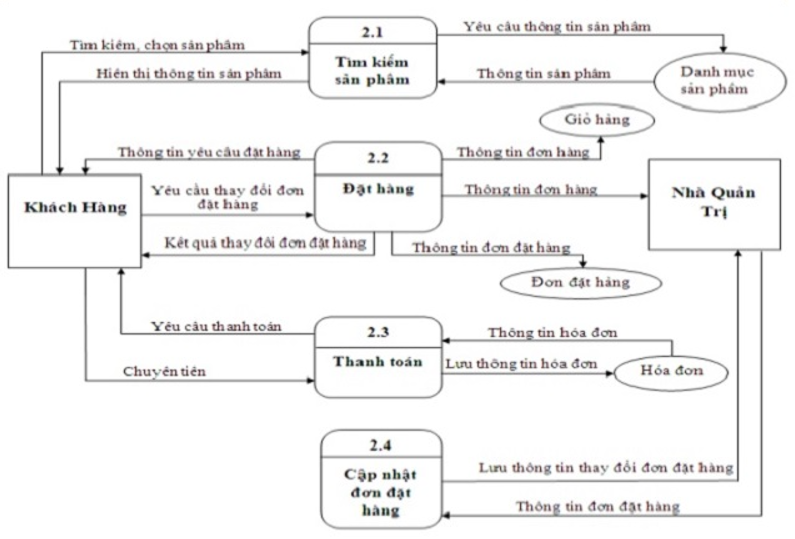 2.1
Tìm kiếm
sản phẩm
Yêu cầu thông tin sản phẩm
Tìm kiếm, chọn sản phẩm
Hiển thị thông tin sản phẩm
Thông tin sản phẩm
Danh mục
sản phẩm
Giỏ hàng
Thông tin yêu cầu đặt hàng
2.2
Đặt hàng
Thông tin đơn hàng
Thông tin đơn hàng
Nhà Quản
Trị
Khách Hàng
Yêu cầu thay đổi đơn
đặt hàng
Kết quả thay đổi đơn đặt hàng
Thông tin đơn đặt hàng
Đơn đặt hàng
Yêu cầu thanh toán
2.3
Thanh toán
Thông tin hóa đơn
Lưu thông tin hóa đơn
Hóa đơn
Chuyển tiền
2.4
Cập nhật
đơn đặt
hàng
Lưu thông tin thay đổi đơn đặt hàng
Thông tin đơn đặt hàng